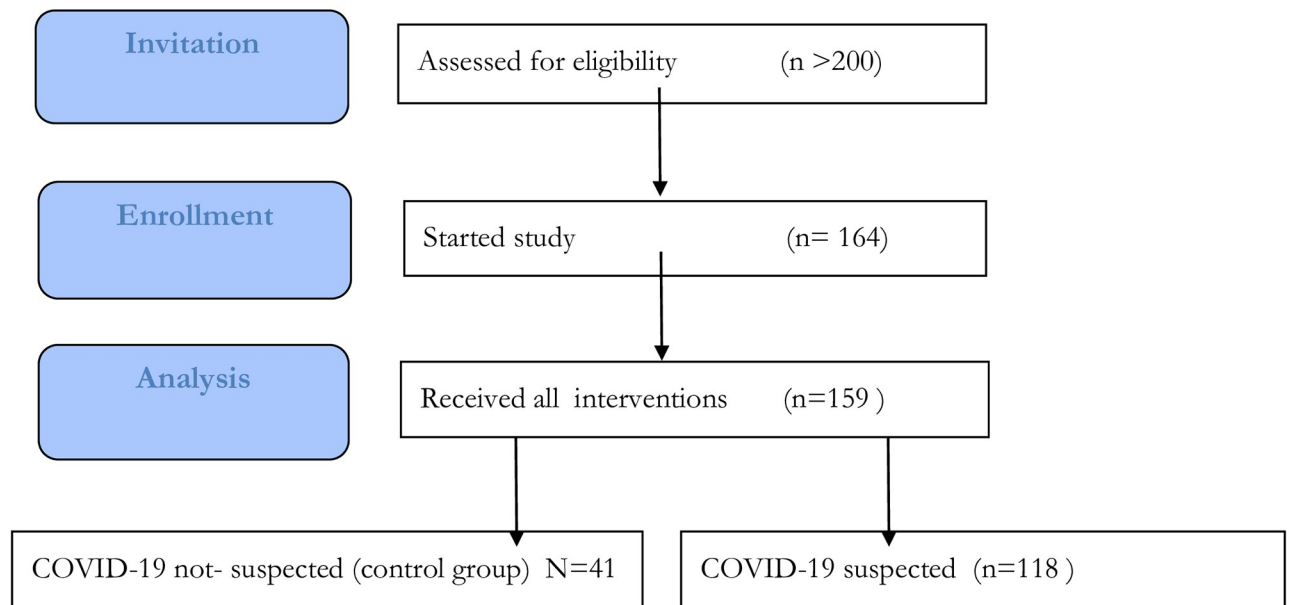 Invitation
Assessed for eligibility (n >200)
Enrollment
Started study (n= 164)
Analysis
Received all interventions (n=159 )
COVID-19 not- suspected (control group) N=41
COVID-19 suspected (n=118 )